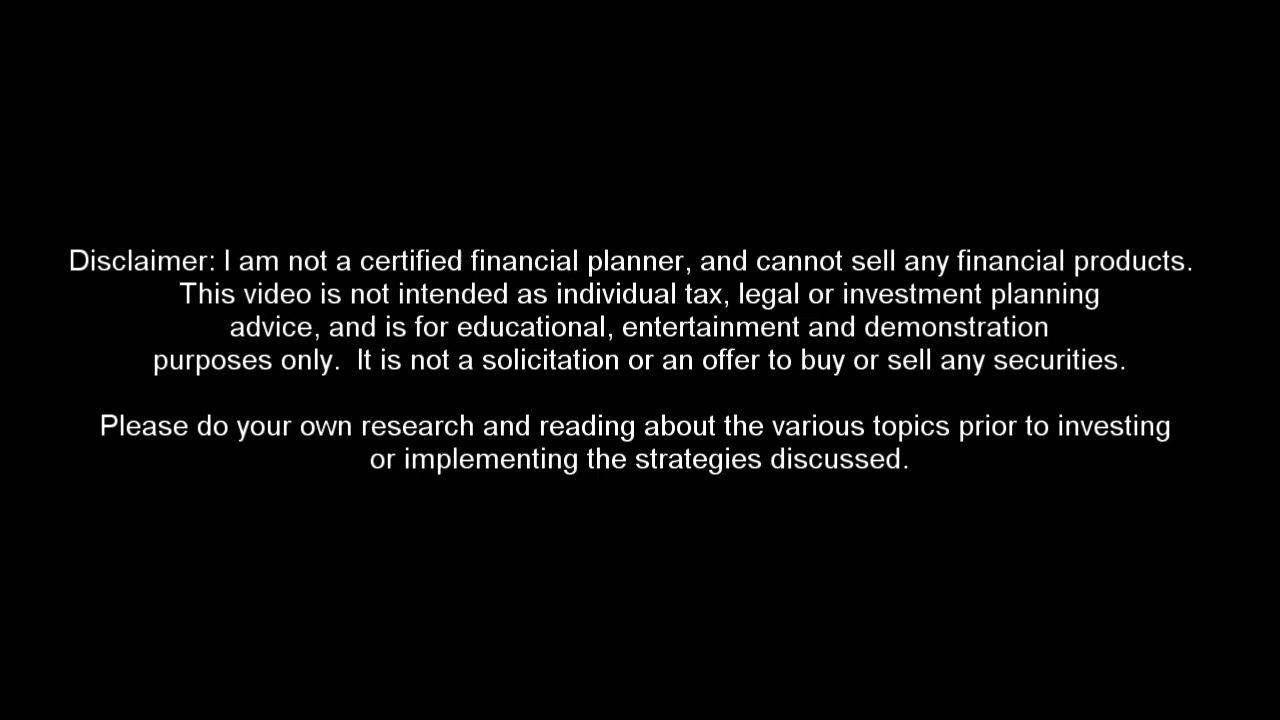 Disclaimer: I am not a certified financial planner, and cannot sell any financial products.
This video is not intended as individual tax, legal or investment planning
advice, and is for educational, entertainment and demonstration
purposes only.  It is not a solicitation or an offer to buy or sell any securities.
Please do your own research and reading about the various topics prior to investing
or implementing the strategies discussed.